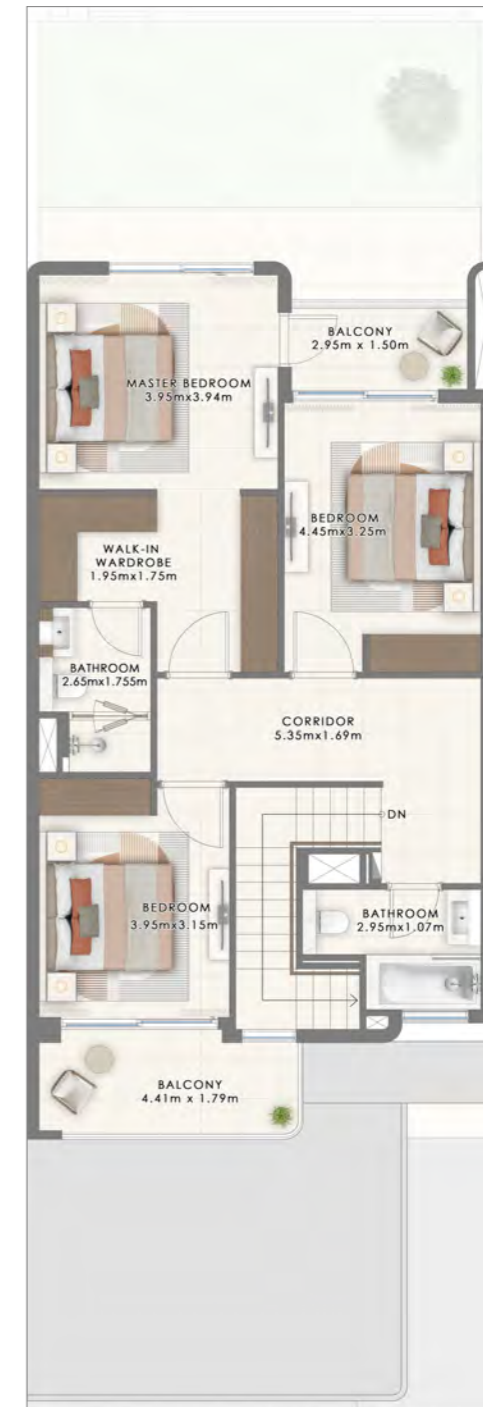 BALCONY
2.95m x 1.50m
MASTER BEDROOM
3.95mx3.94m
BEDROOM
4.45mx3.25m
WALK-IN
WARDROBE
1.95mx1.75m
BATHROOM
2.65mx1.755m
CORRIDOR
5.35mx1.69m
DN
BEDROOM
3.95mx3.15m
BATHROOM
2.95mx1.07m
BALCONY
4.41m x 1.79m